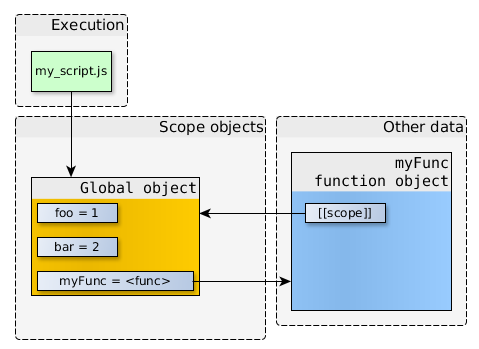 Execution
my_script.js
Scope objects
Global object
foo = 1
bar = 2
myFunc = <func>
Other data
myFunc
function object
[[scope]]